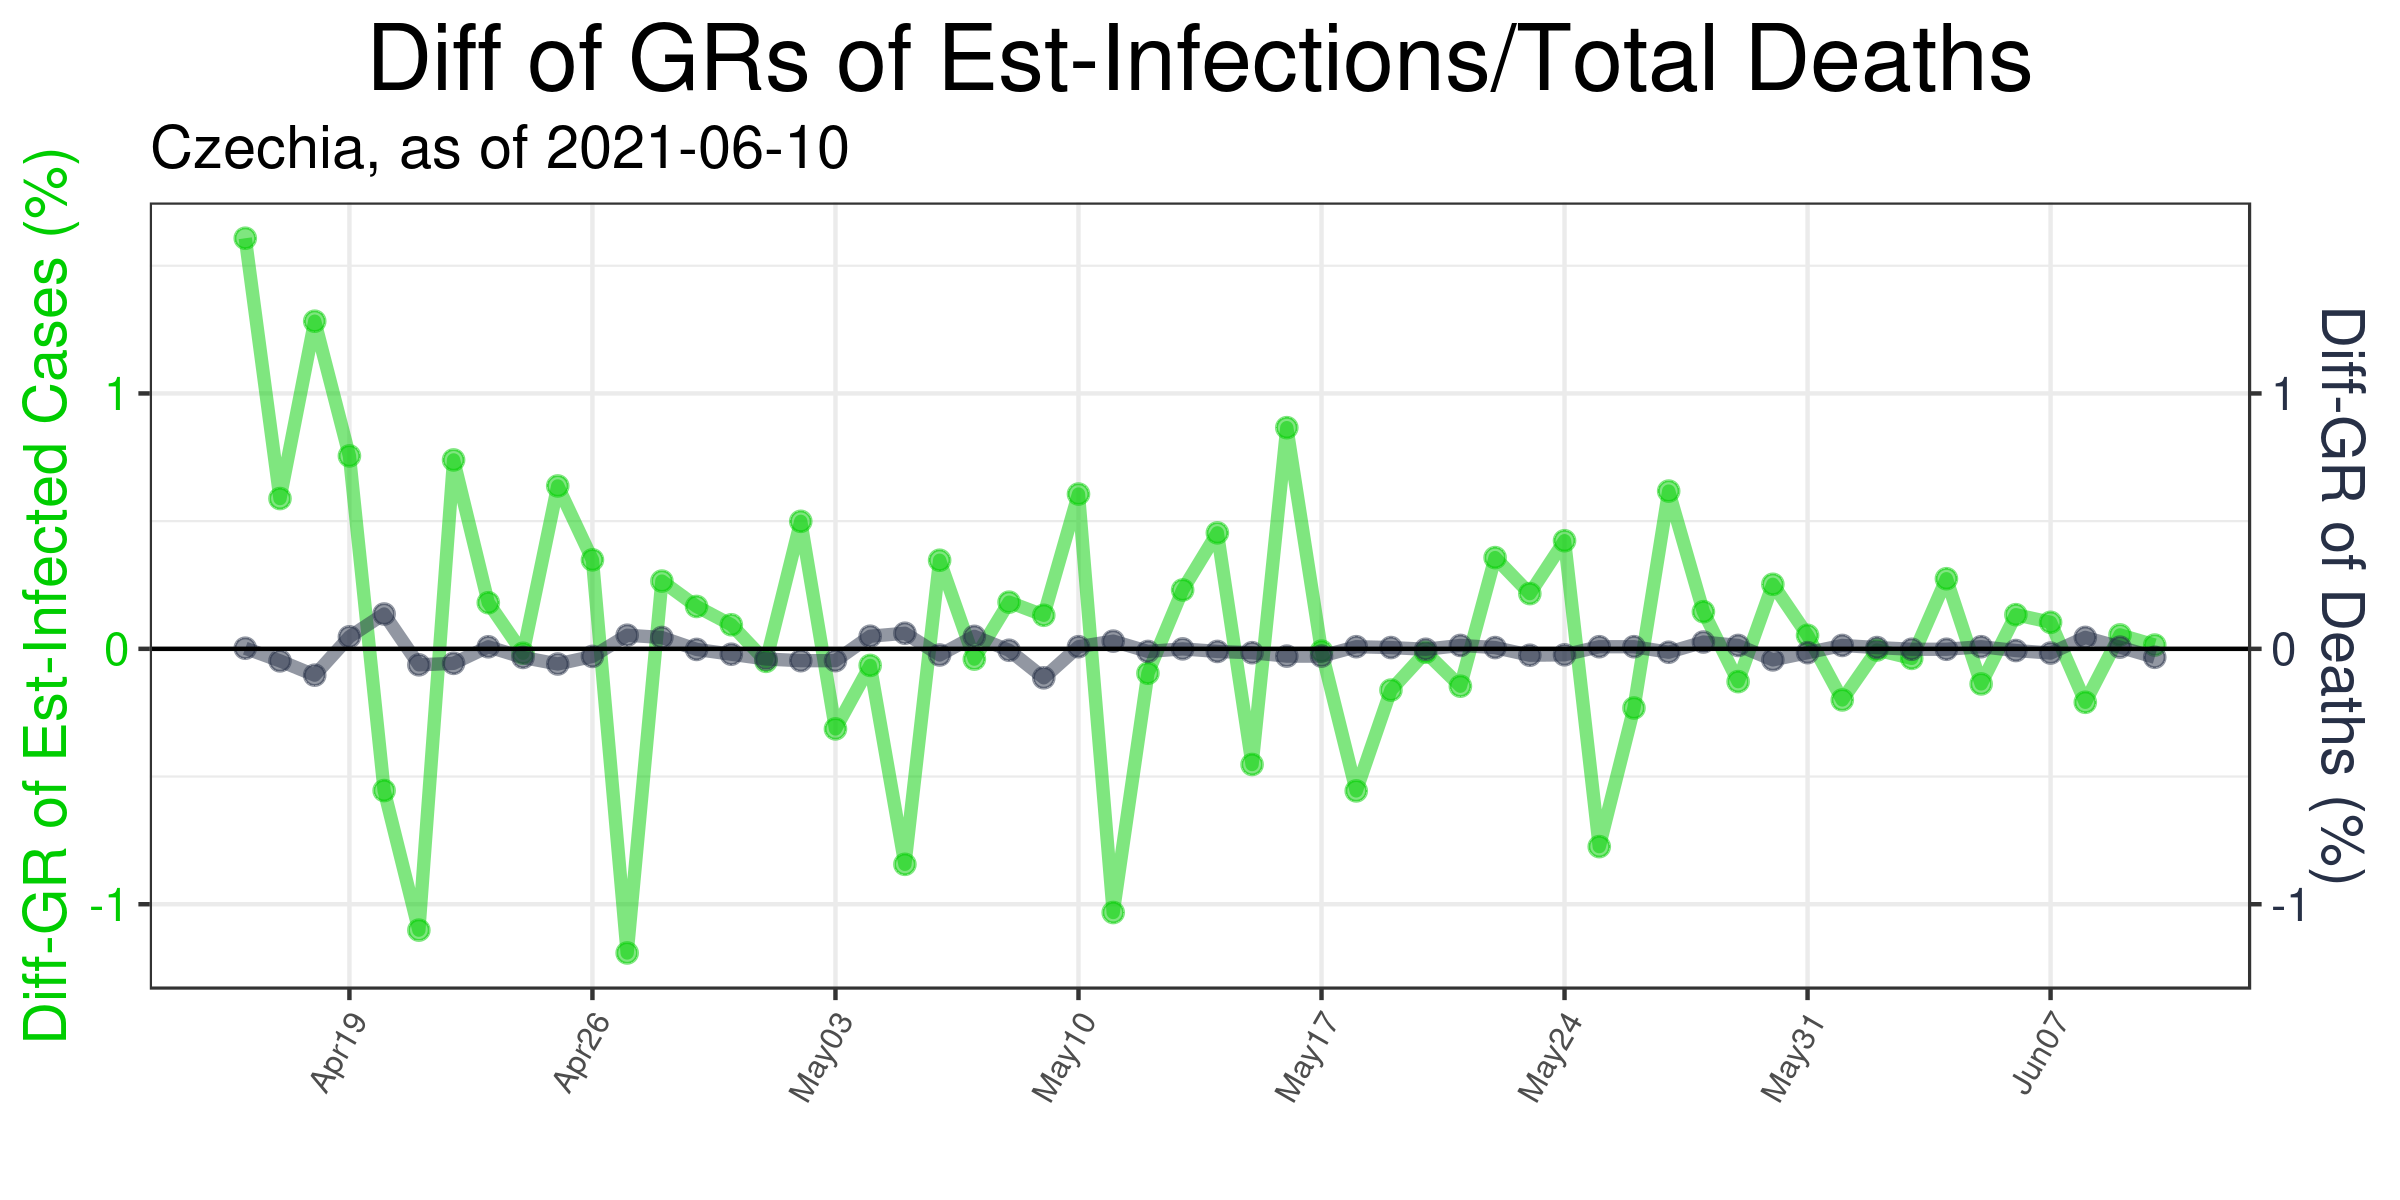 Diff of GRs of Est-Infections/Total Deaths
Czechia, as of 2021-06-10
Diff-GR of Est-Infected Cases (%)
1
0
-1
1
0
-1
Diff-GR of Deaths (%)
Apr19
Apr26
May03
May10
May17
May24
May31
Jun07